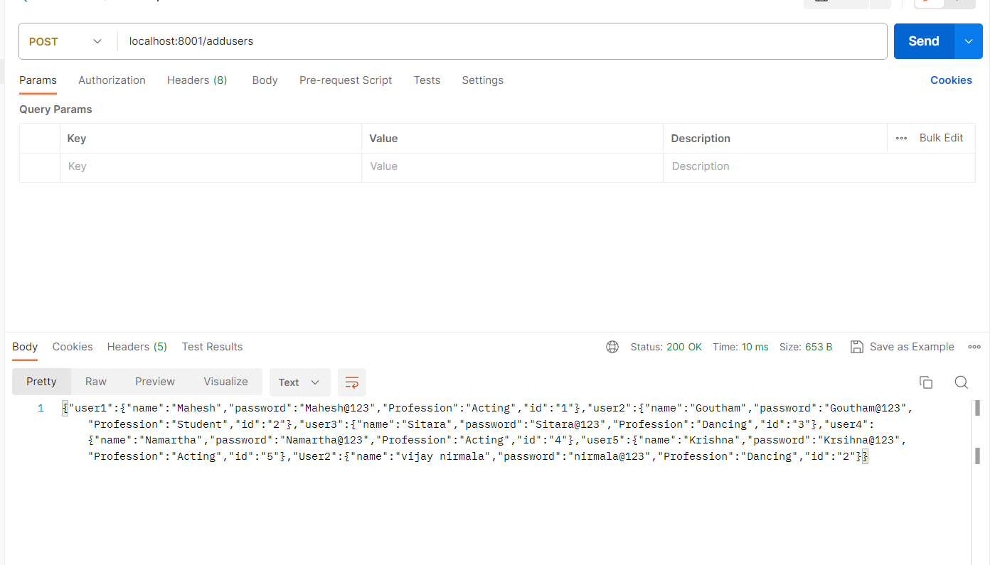 POST localhost:8001/addusers Send
Params Authorization Headers (8) Body Pre-request Script Tests Settings Cookies
Query Params
Key Value Description Bulk Edit
Key Value Description
Body Cookies Headers (5) Test Results Status: 200 OK Time: 10 ms Size: 653 B Save as Example
Pretty Raw Preview Visualize Text
1 {"user1":{"name":"Mahesh","password":"Mahesh@123","Profession":"Acting","id":"1"},"user2":{"name":"Goutham","password":"Goutham@123",
"Profession":"Student","id":"2"},"user3":{"name":"Sitara","password":"Sitara@123","Profession":"Dancing","id":"3"},"user4":
{"name":"Namartha","password":"Namartha@123","Profession":"Acting","id":"4"},"user5":{"name":"Krishna","password":"Krsihna@123",
"Profession":"Acting","id":"5"},"User2":{"name":"vijay nirmala","password":"nirmala@123","Profession":"Dancing","id":"2"}}